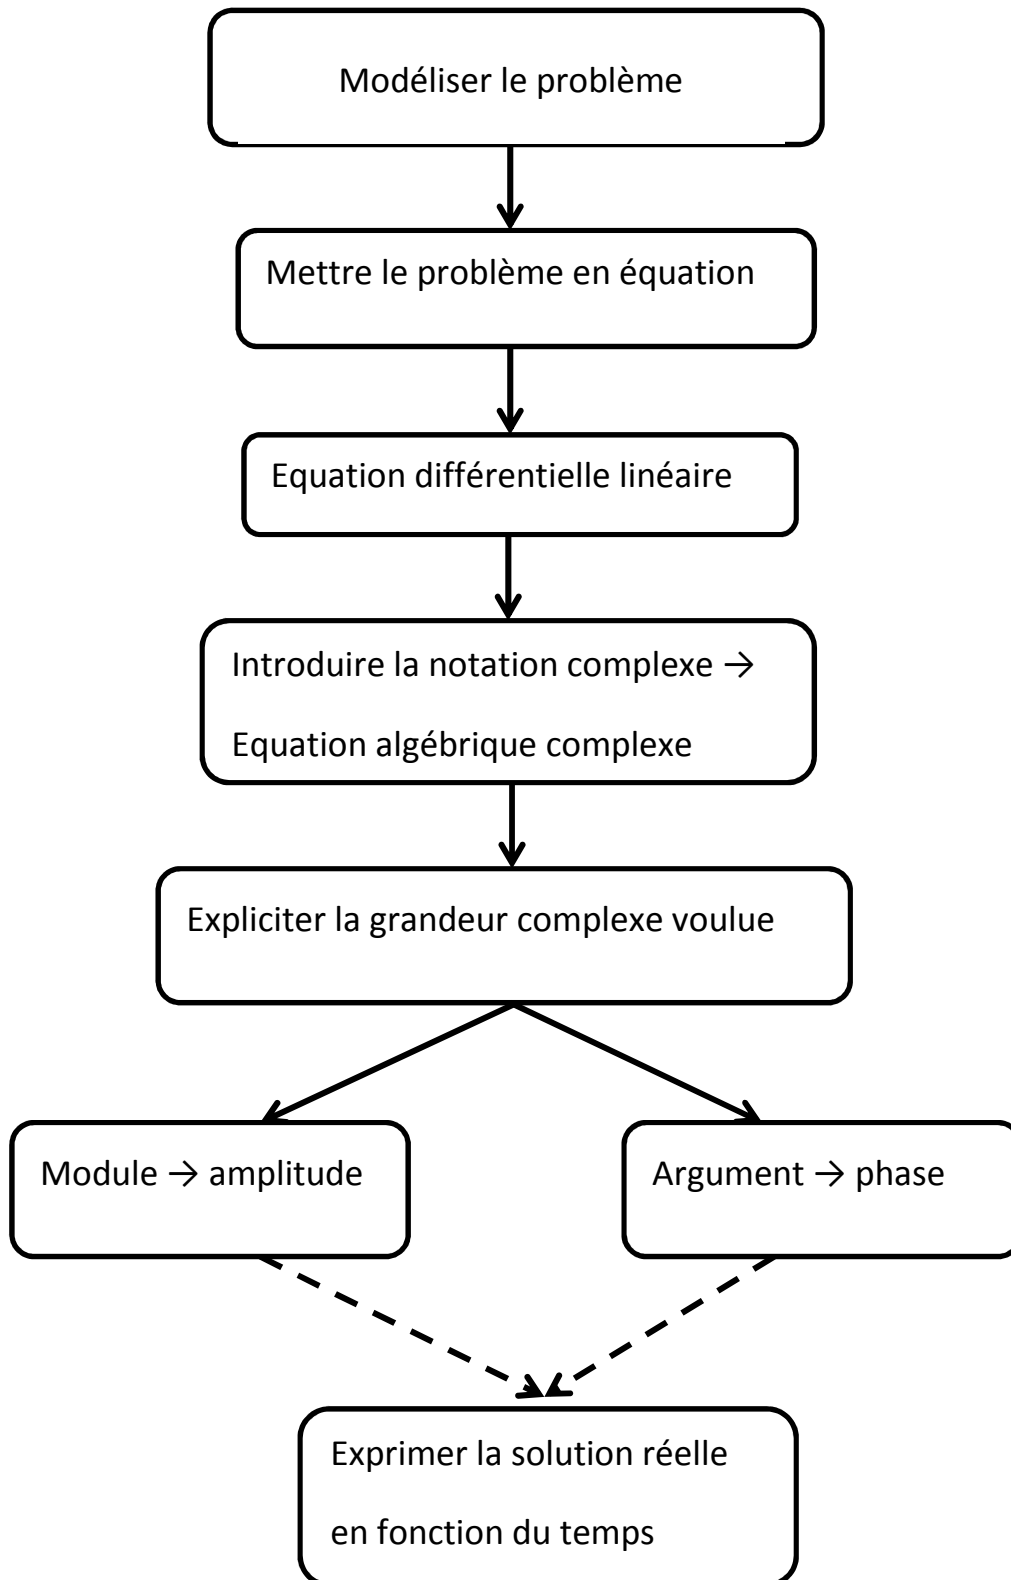 Modéliser le problème
Mettre le problème en équation
Equation différentielle linéaire
Introduire la notation complexe →
Equation algébrique complexe
Expliciter la grandeur complexe voulue
Module → amplitude
Argument → phase
Exprimer la solution réelle
en fonction du temps